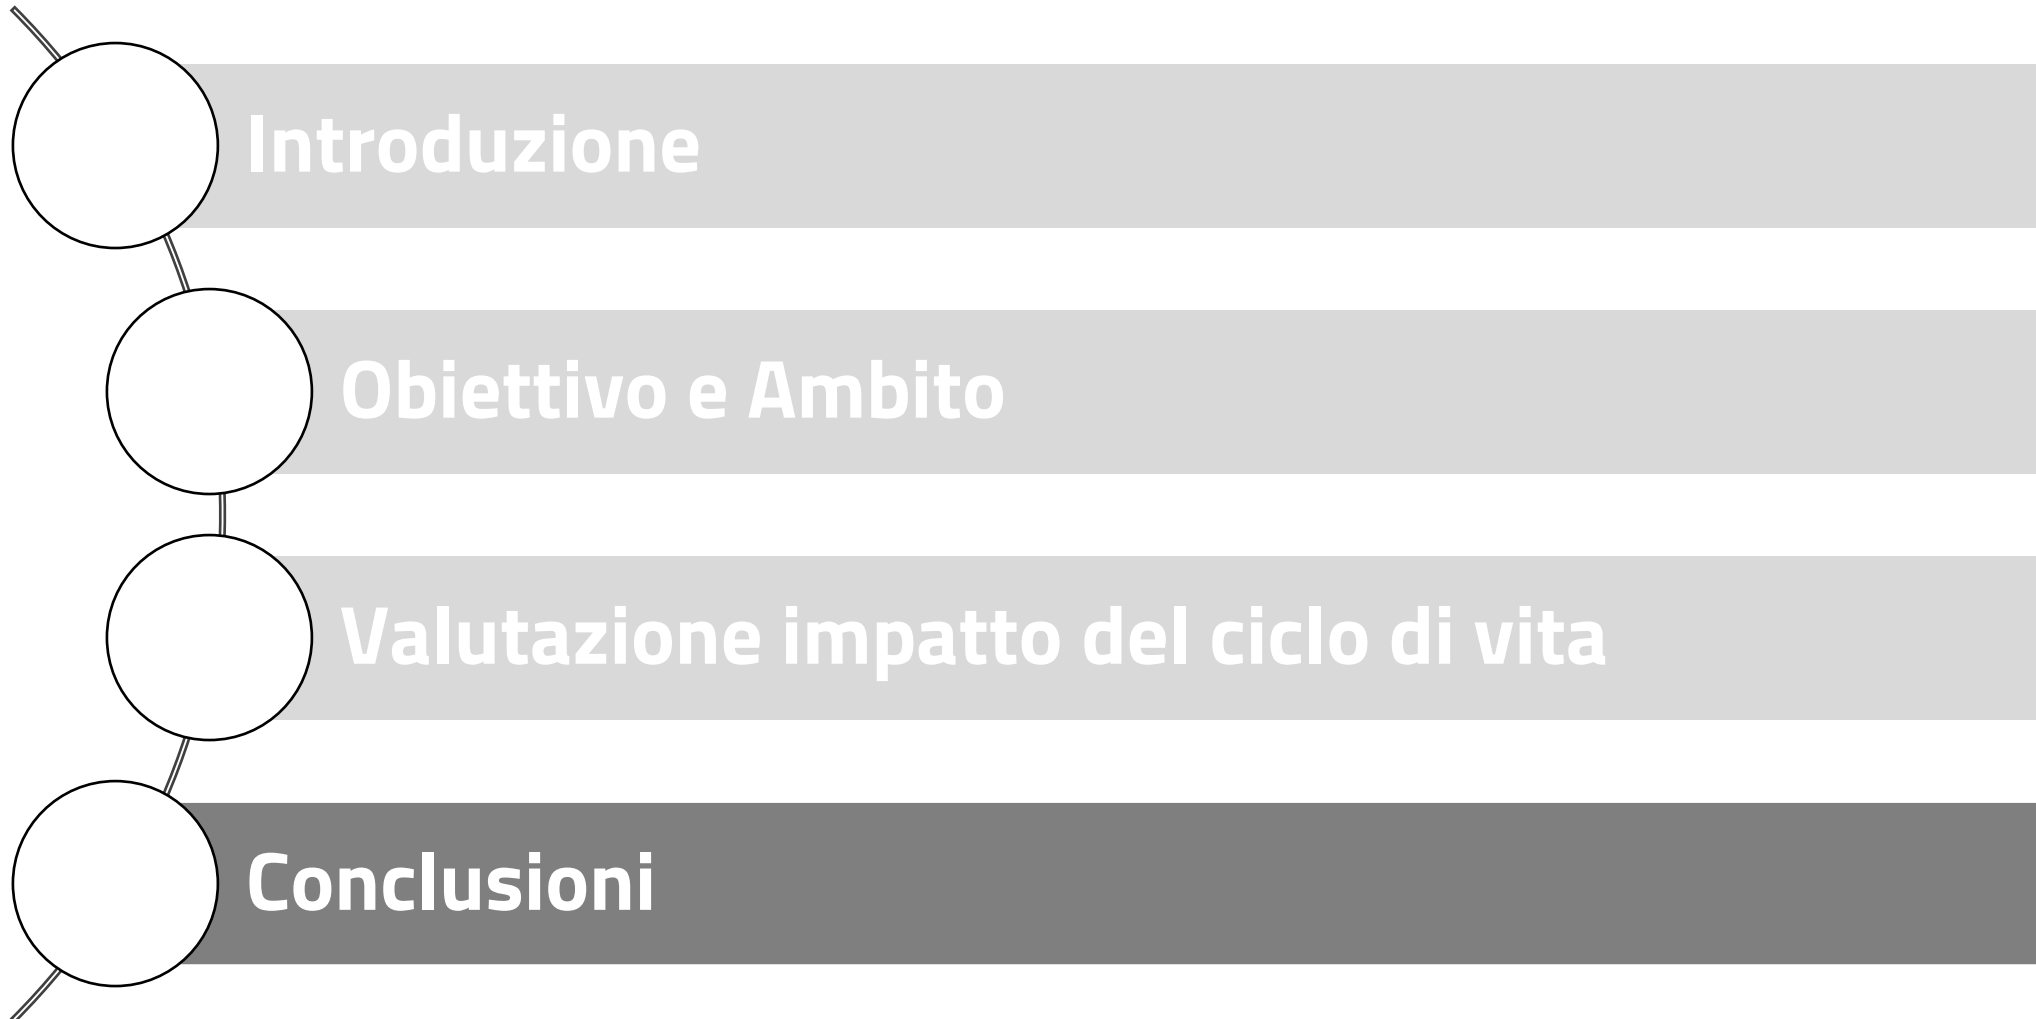 Introduzione
Obiettivo e Ambito
Valutazione impatto del ciclo di vita
Conclusioni